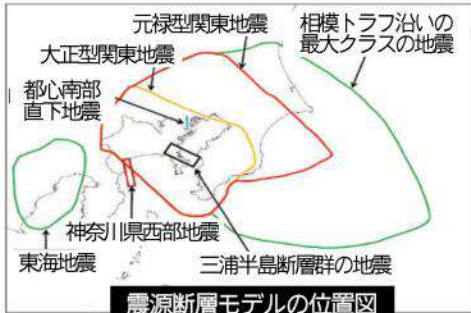 元禄型関東地震
相模トラフ沿いの
最大クラスの地震
大正型関東地震
都心南部
直下地震
神奈川県西部地震
東海地震
三浦半島断層群の地震
震源断層モデルの位置図